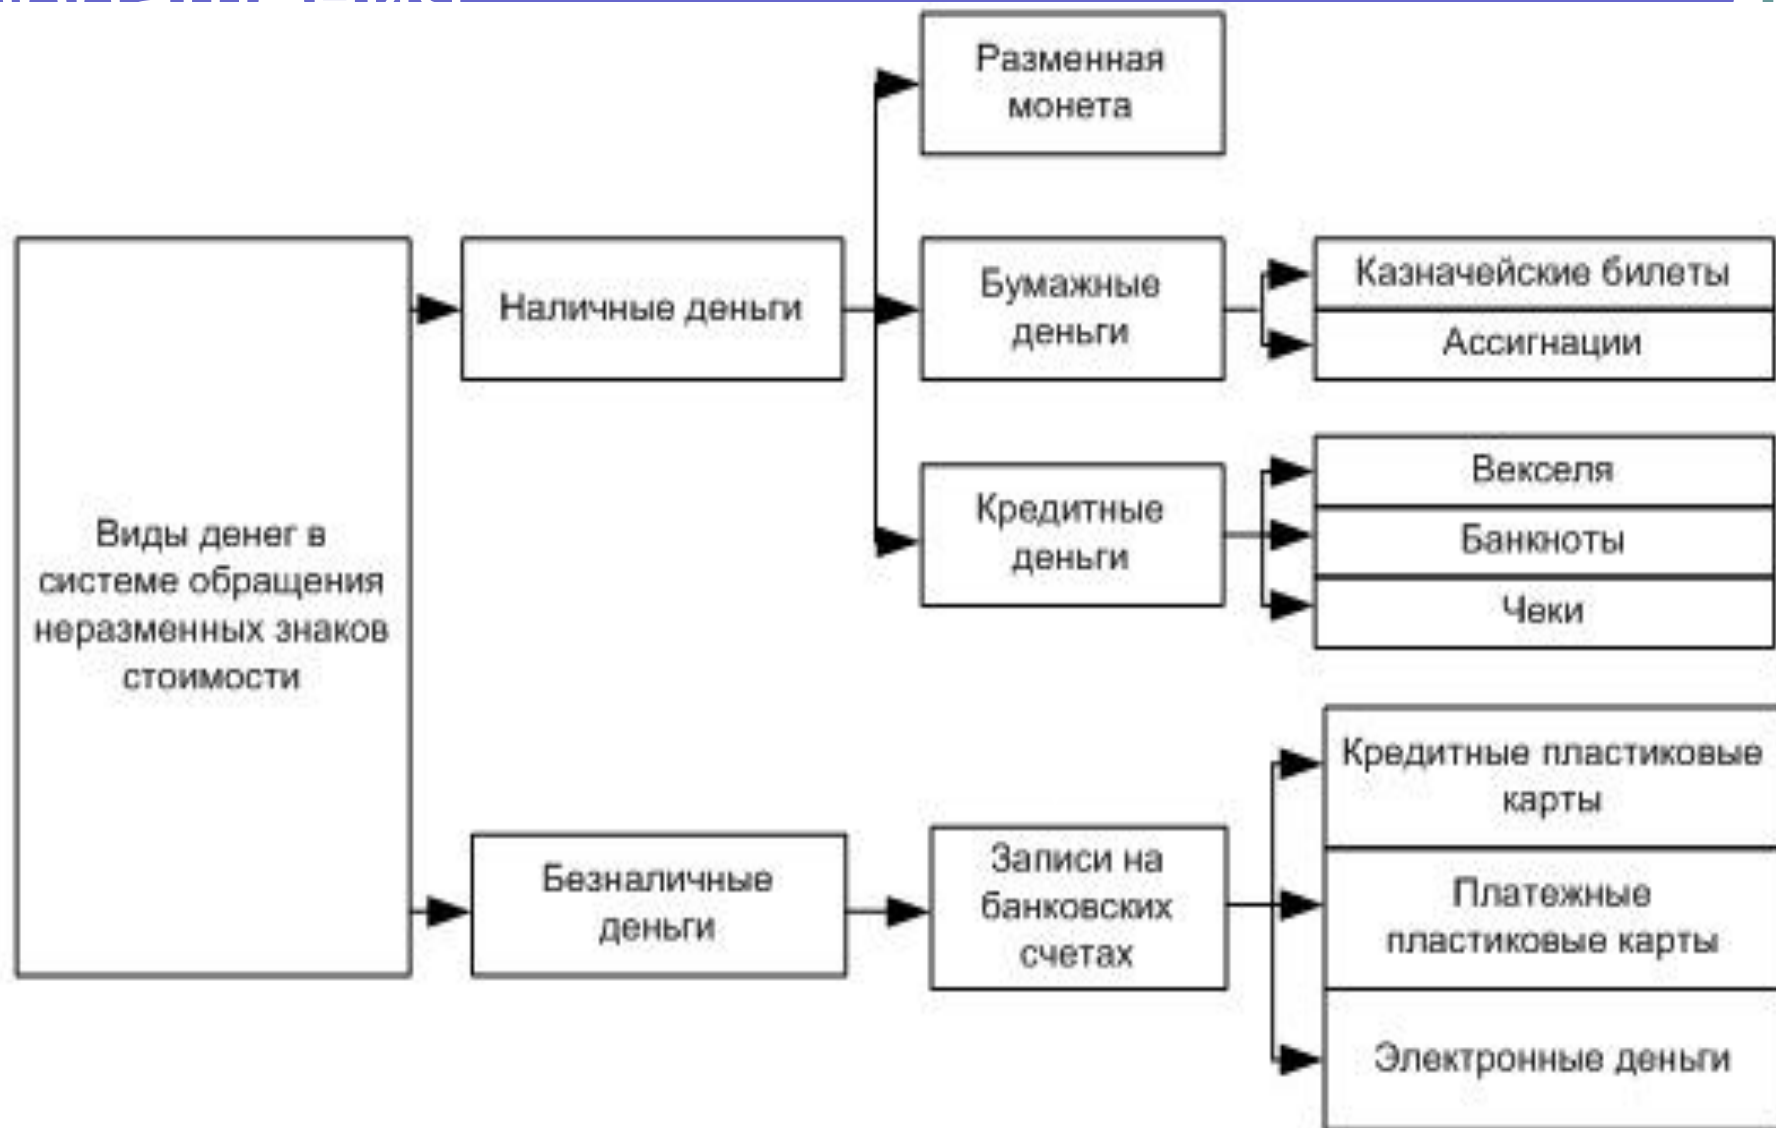 Разменная
монета
Виды денег в
системе обращения
неразменных знаков
стоимости
Наличные деньги
Бумажные
деньги
Казначейские билеты
Ассигнации
Кредитные
деньги
Векселя
Банкноты
Чеки
Безналичные
деньги
Записи на
банковских
счетах
Кредитные пластиковые
карты
Платежные
пластиковые карты
Электронные деньги